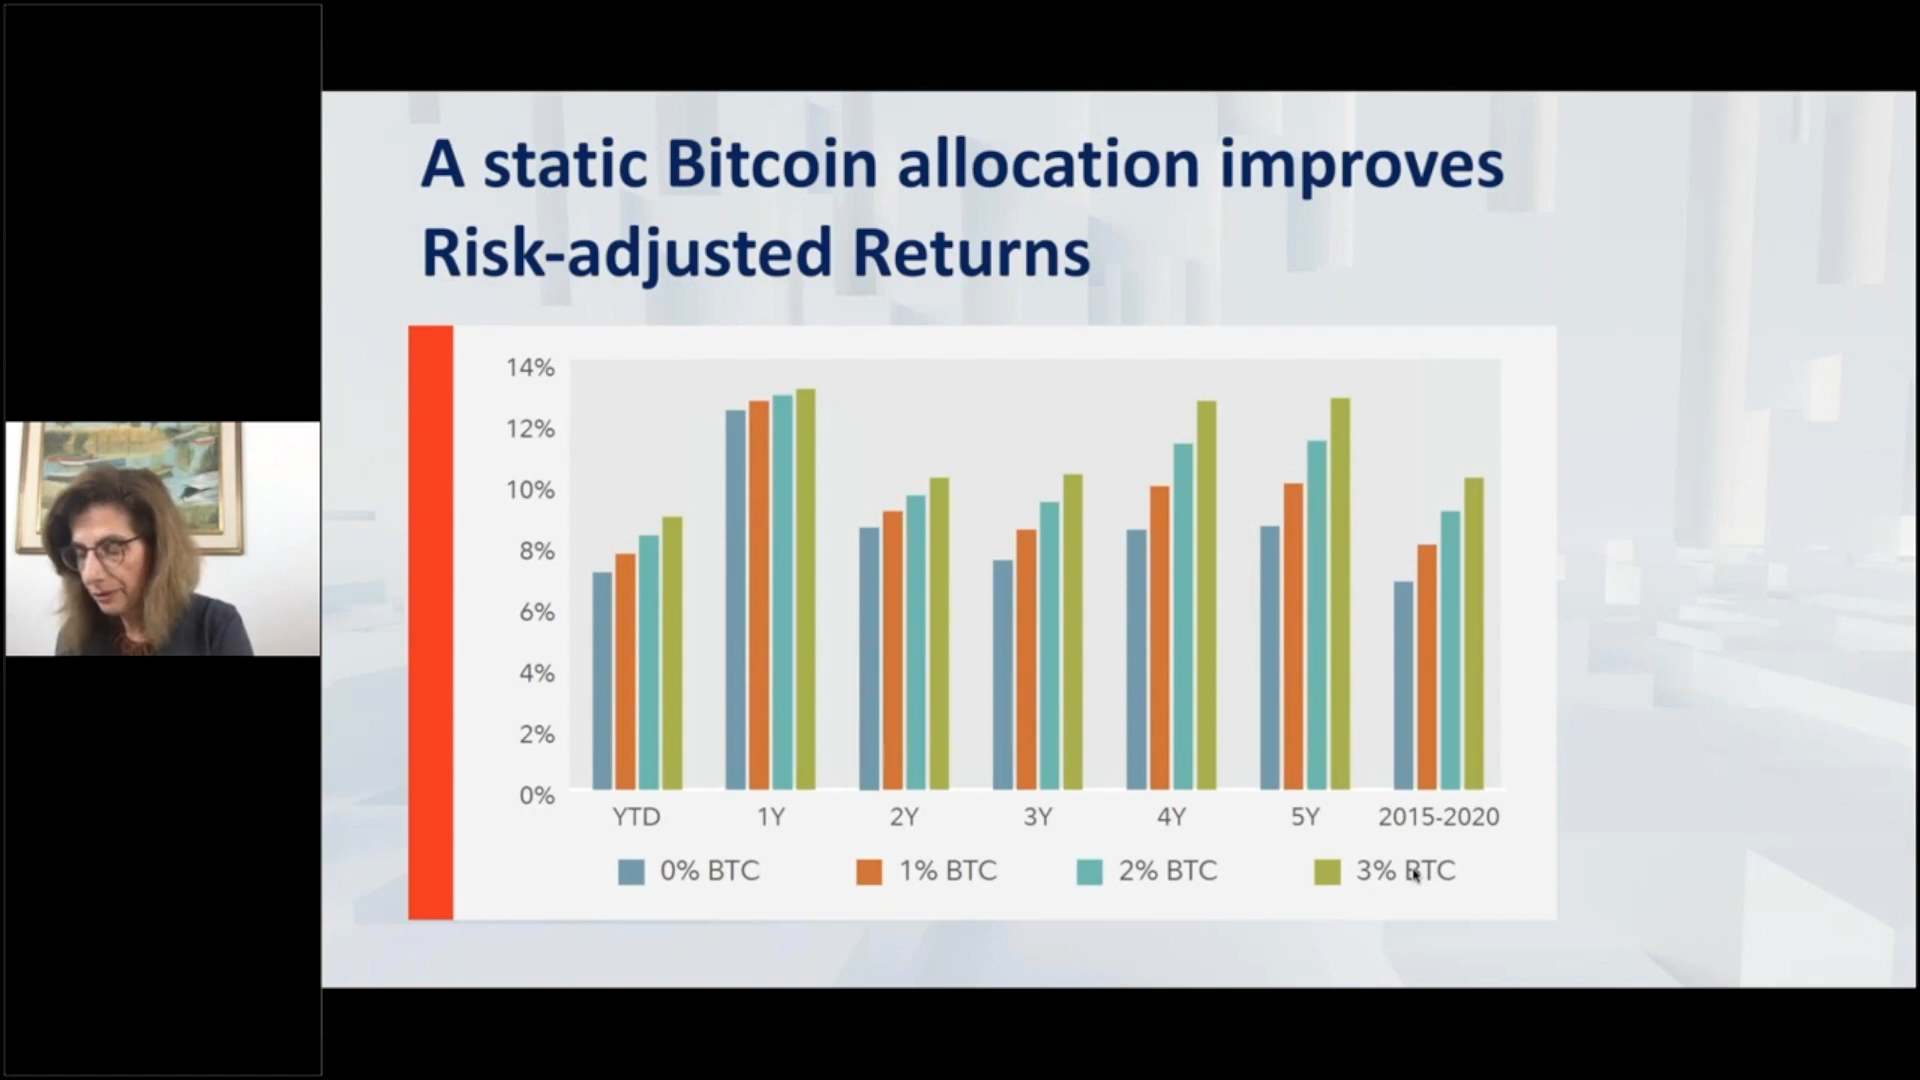 A static Bitcoin allocation improves
Risk-adjusted Returns
14%
12%
10%
8%
6%
4%
2%
0%
YTD 1Y 2Y 3Y 4Y 5Y 2015-2020
0% BTC 1% BTC 2% BTC 3% BTC